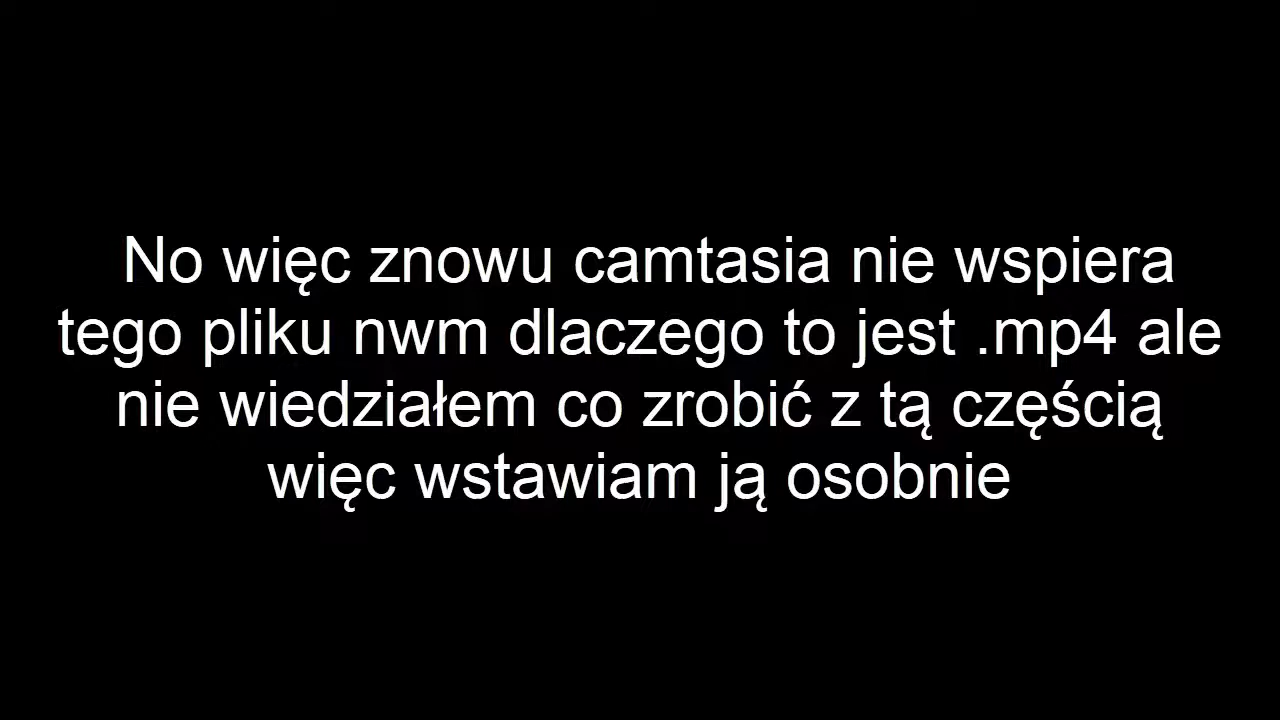 No więc znowu camtasia nie wspiera
tego pliku nwm dlaczego to jest .mp4 ale
nie wiedziałem co zrobić z tą częścią
więc wstawiam ją osobnie